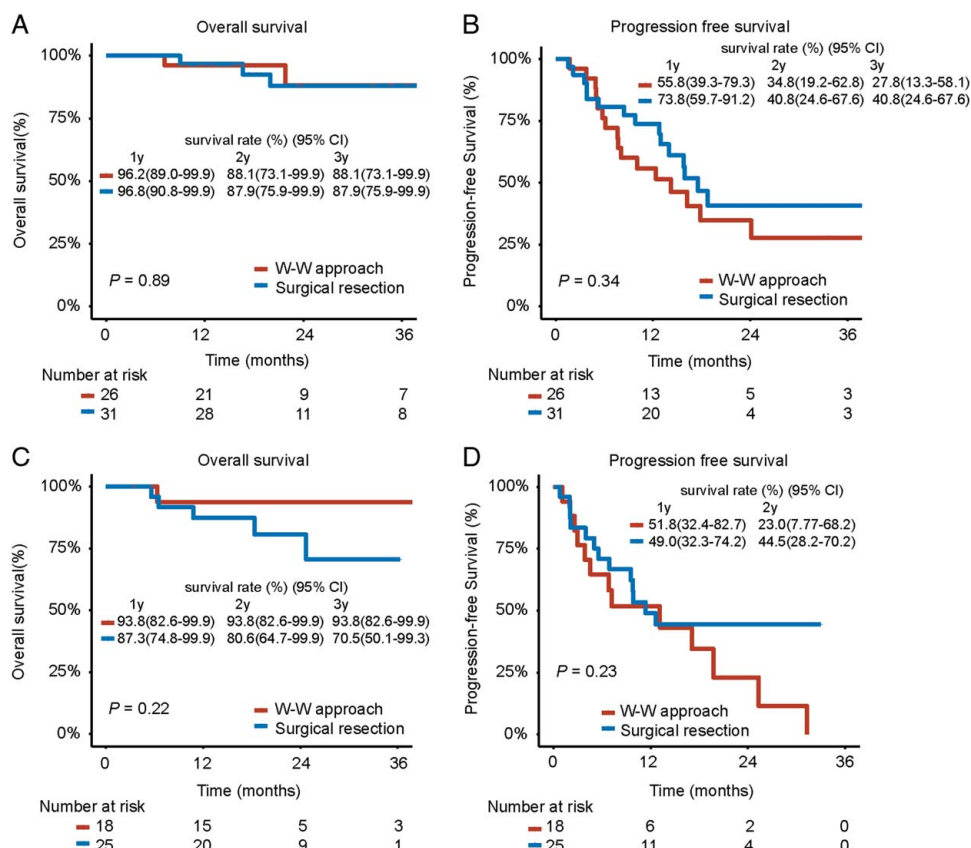 A
Overall survival
100%
75%
50%
25%
0%
Overall survival(%)
survival rate (%) (95% CI)
1y 2y 3y
96.2(89.0-99.9) 88.1(73.1-99.9) 88.1(73.1-99.9)
96.8(90.8-99.9) 87.9(75.9-99.9) 87.9(75.9-99.9)
P = 0.89
W-W approach
Surgical resection
0 12 24 36
Time (months)
Number at risk
26 21 9 7
31 28 11 8
B
Progression free survival
survival rate (%) (95% CI)
1y 2y 3y
55.8(39.3-79.3) 34.8(19.2-62.8) 27.8(13.3-58.1)
73.8(59.7-91.2) 40.8(24.6-67.6) 40.8(24.6-67.6)
100%
75%
50%
25%
0%
Progression-free Survival (%)
P = 0.34
W-W approach
Surgical resection
0 12 24 36
Time (months)
Number at risk
26 13 5 3
31 20 4 3
C
Overall survival
100%
75%
50%
25%
0%
Overall survival(%)
survival rate (%) (95% CI)
1y 2y 3y
93.8(82.6-99.9) 93.8(82.6-99.9) 93.8(82.6-99.9)
87.3(74.8-99.9) 80.6(64.7-99.9) 70.5(50.1-99.3)
P = 0.22
W-W approach
Surgical resection
0 12 24 36
Time (months)
Number at risk
18 15 5 3
25 20 9 1
D
Progression free survival
survival rate (%) (95% CI)
1y 2y
51.8(32.4-82.7) 23.0(7.77-68.2)
49.0(32.3-74.2) 44.5(28.2-70.2)
100%
75%
50%
25%
0%
Progression-free Survival (%)
P = 0.23
W-W approach
Surgical resection
0 12 24 36
Time (months)
Number at risk
18 6 2 0
25 11 4 0